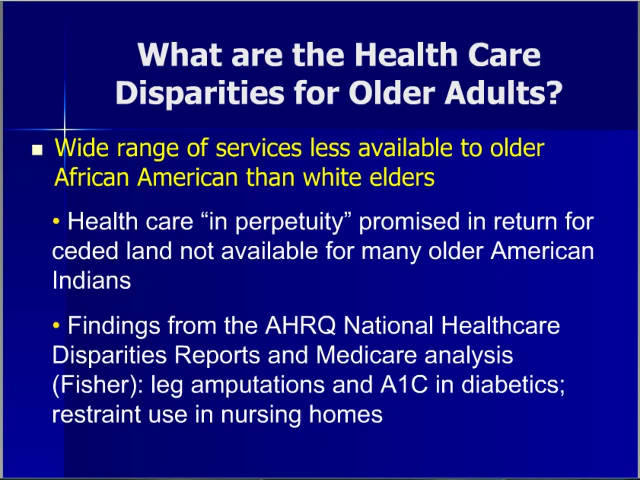 What are the Health Care
Disparities for Older Adults?
Wide range of services less available to older
African American than white elders
• Health care “in perpetuity” promised in return for
ceded land not available for many older American
Indians
• Findings from the AHRQ National Healthcare
Disparities Reports and Medicare analysis
(Fisher): leg amputations and A1C in diabetics;
restraint use in nursing homes